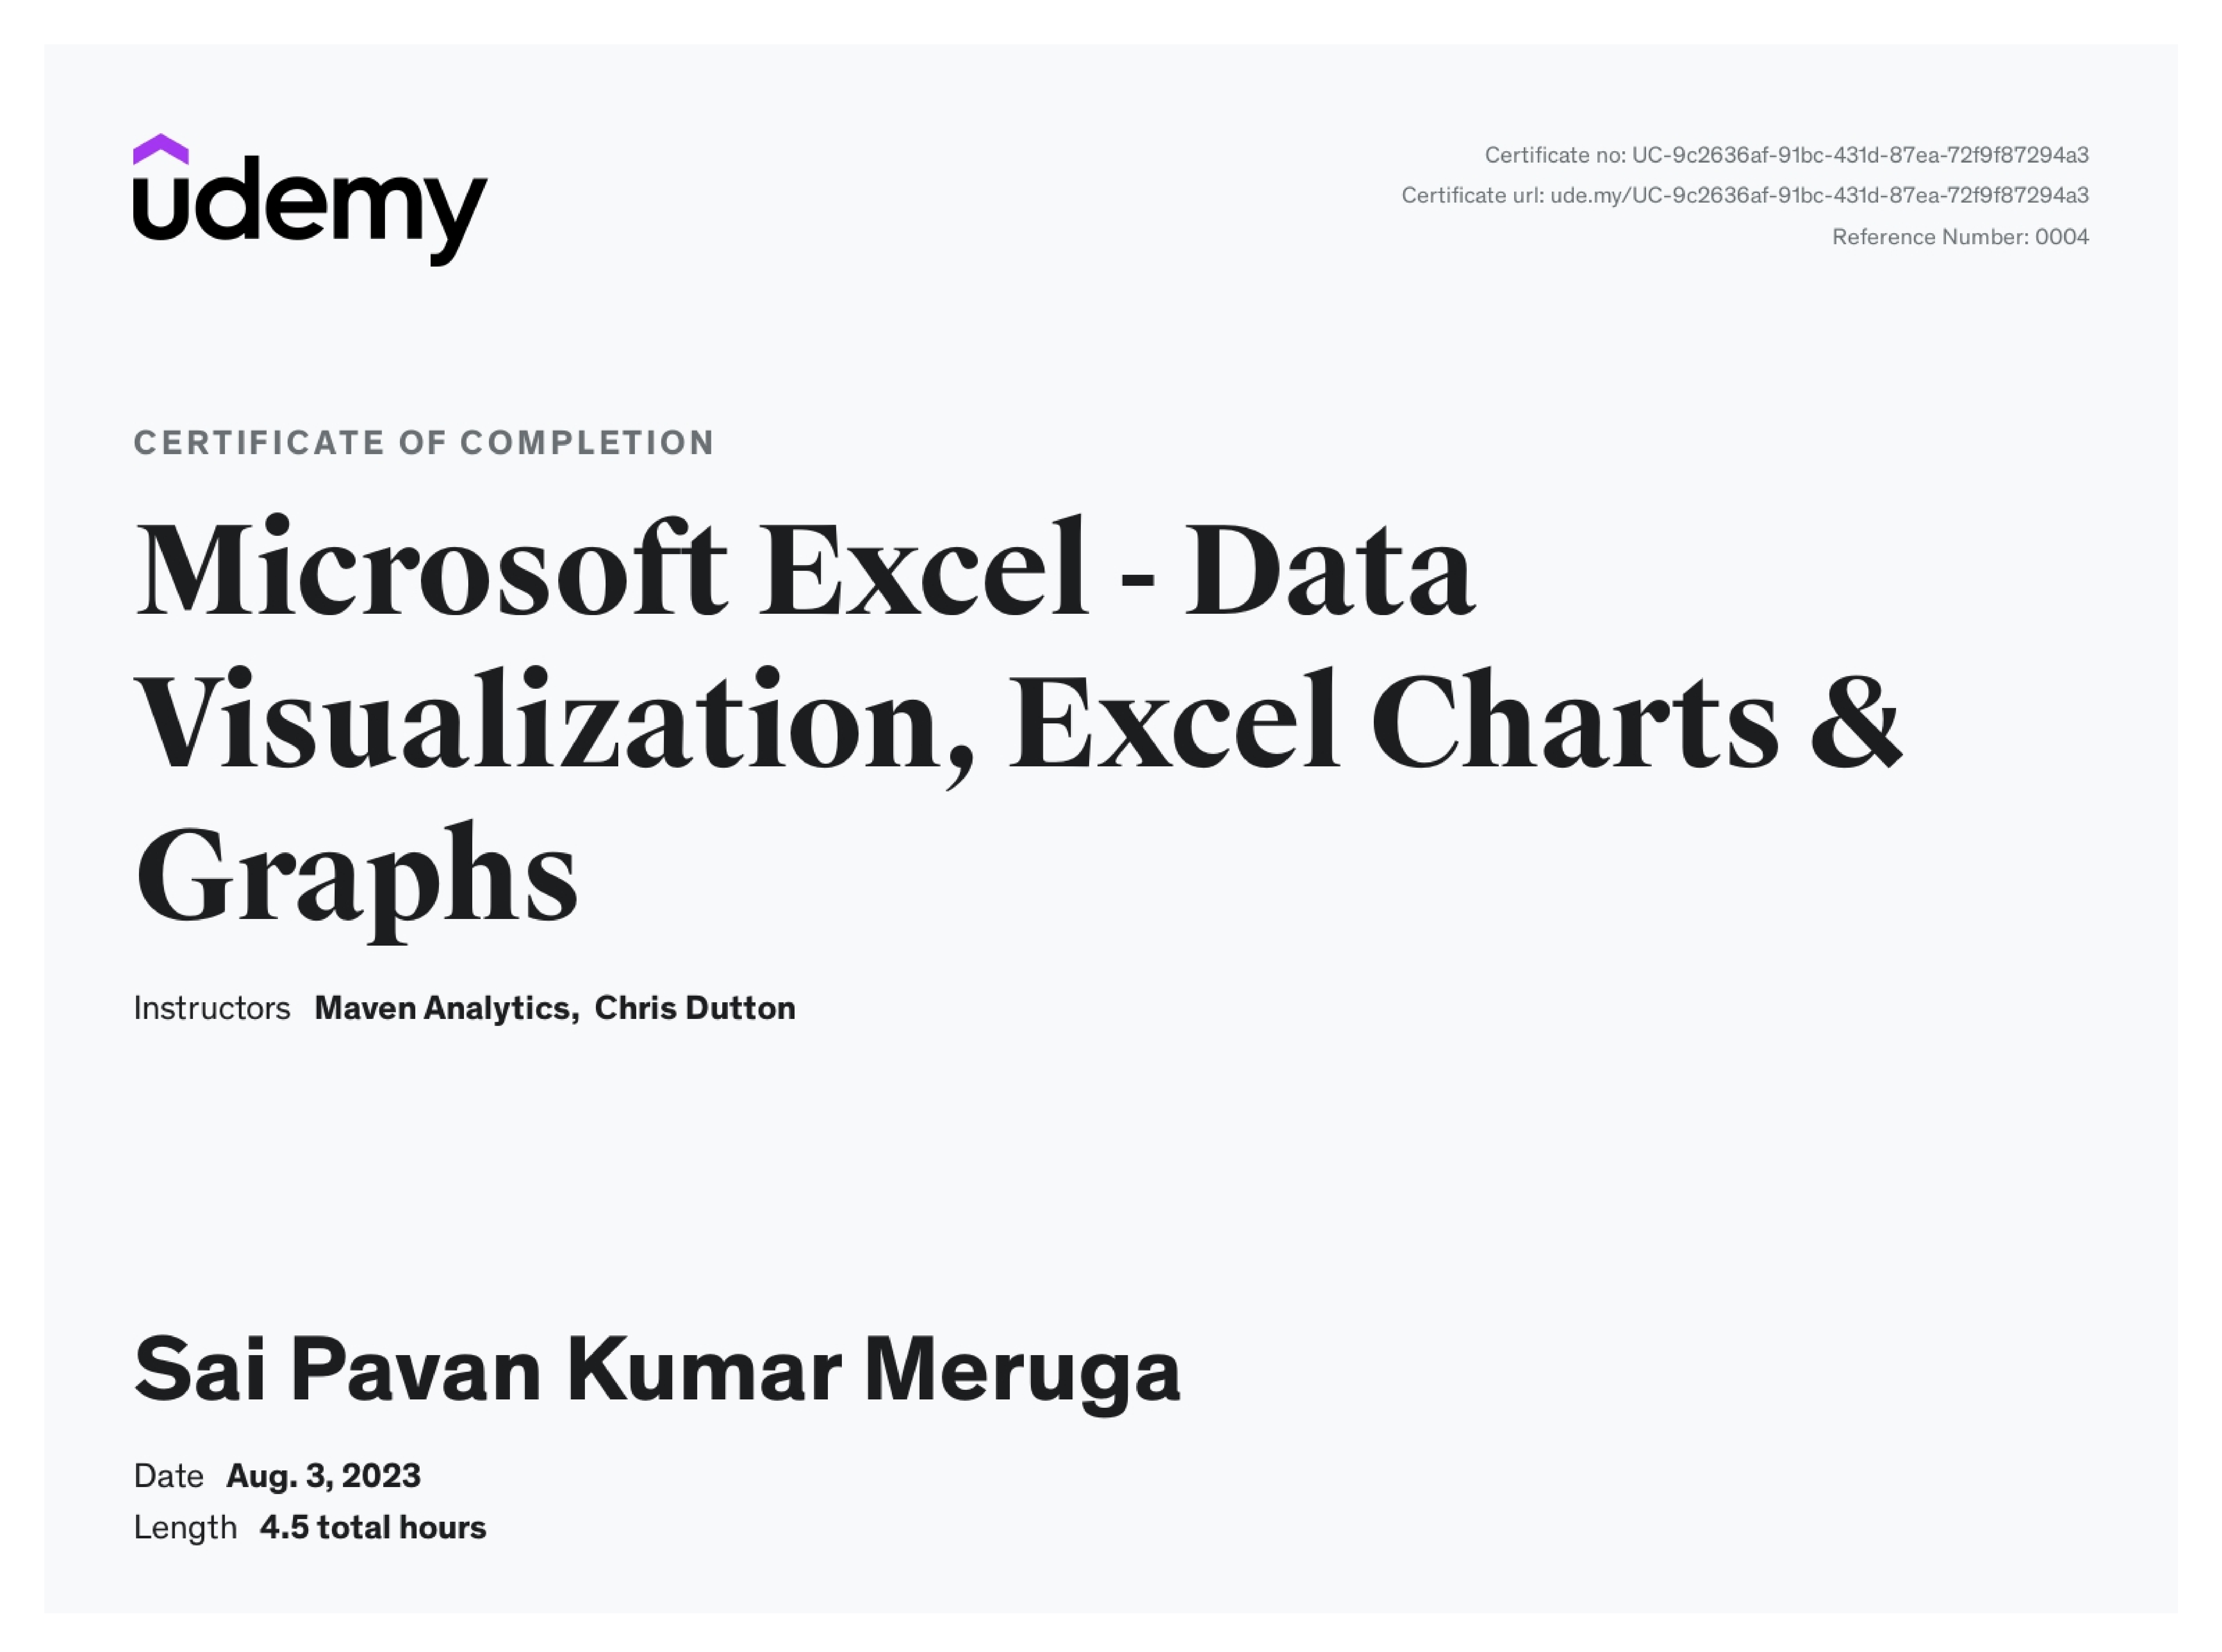 udemy
Certificate no: UC-9c2636af-91bc-431d-87ea-72f9f87294a3
Certificate url: ude.my/UC-9c2636af-91bc-431d-87ea-72f9f87294a3
Reference Number: 0004
CERTIFICATE OF COMPLETION
Microsoft Excel - Data
Visualization, Excel Charts &
Graphs
Instructors Maven Analytics, Chris Dutton
Sai Pavan Kumar Meruga
Date Aug. 3, 2023
Length 4.5 total hours